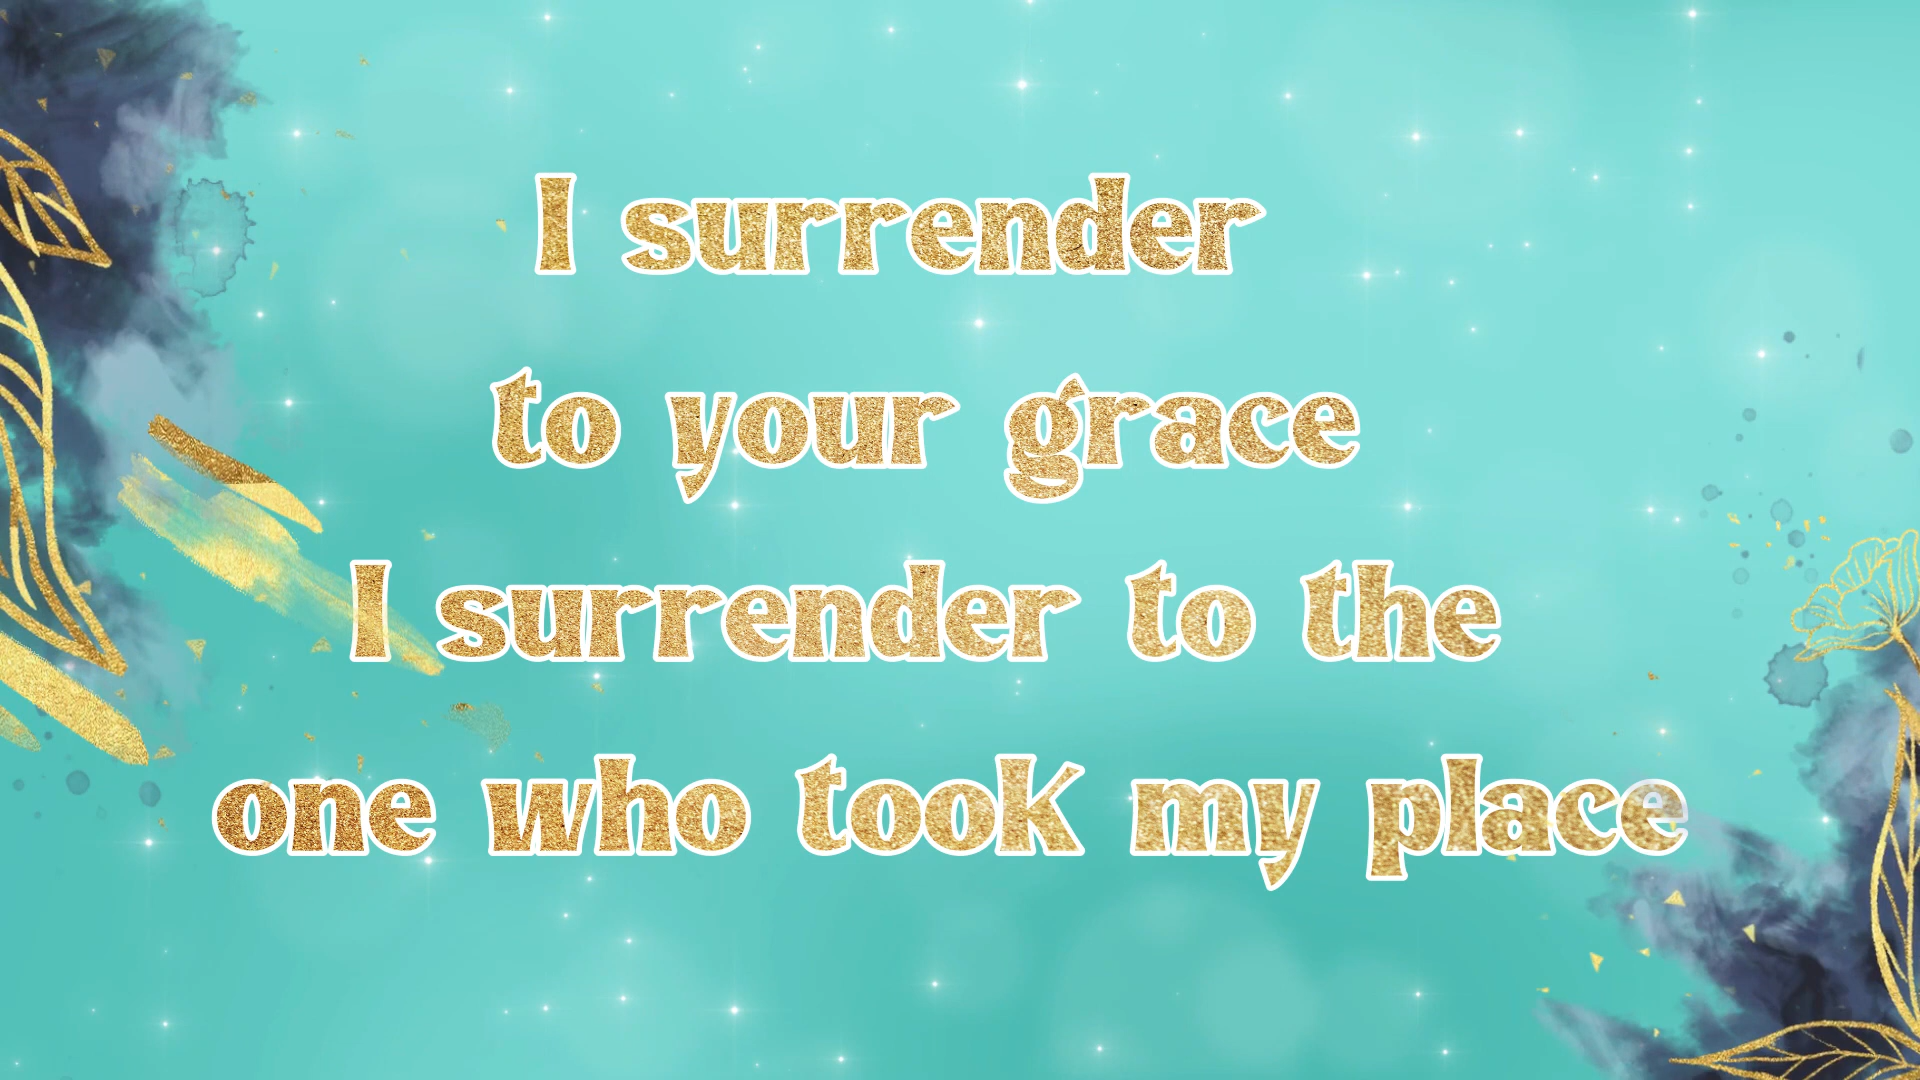 I surrender
to your grace
I surrender to the
one who took my place